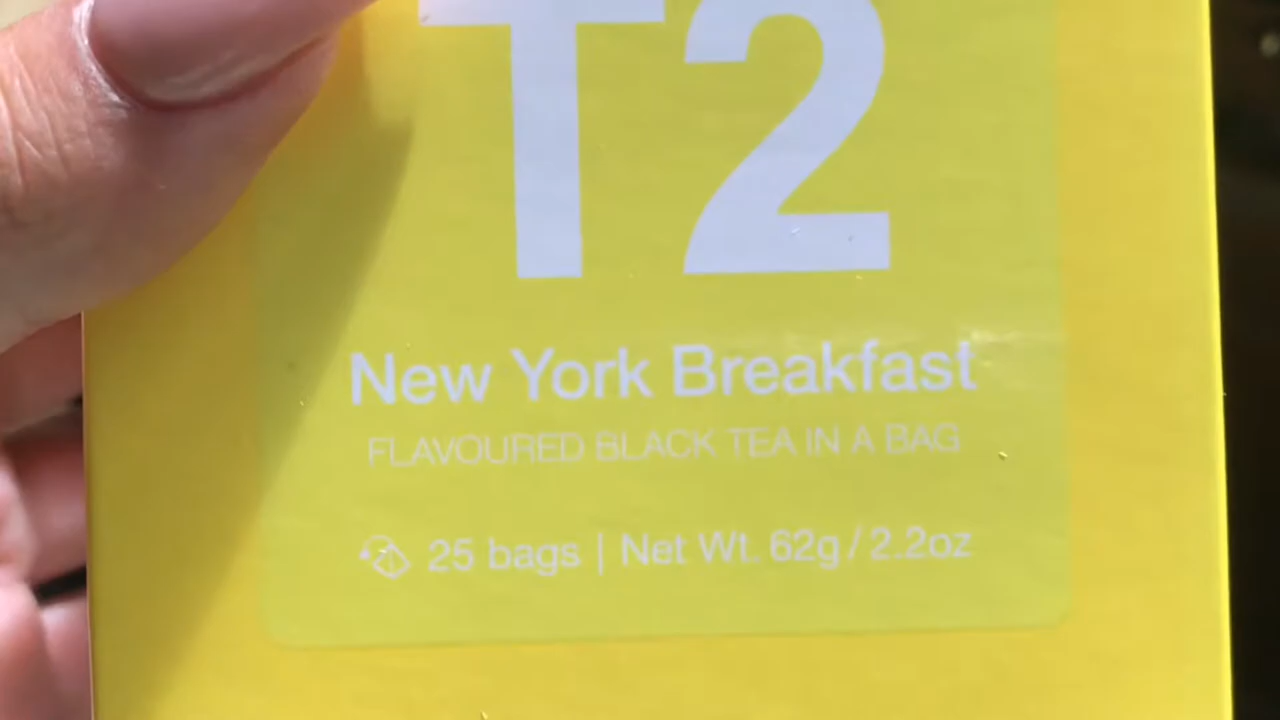 T2
New York Breakfast
FLAVOURED BLACK TEA IN A BAG
25 bags | Net Wt. 62g / 2.2oz